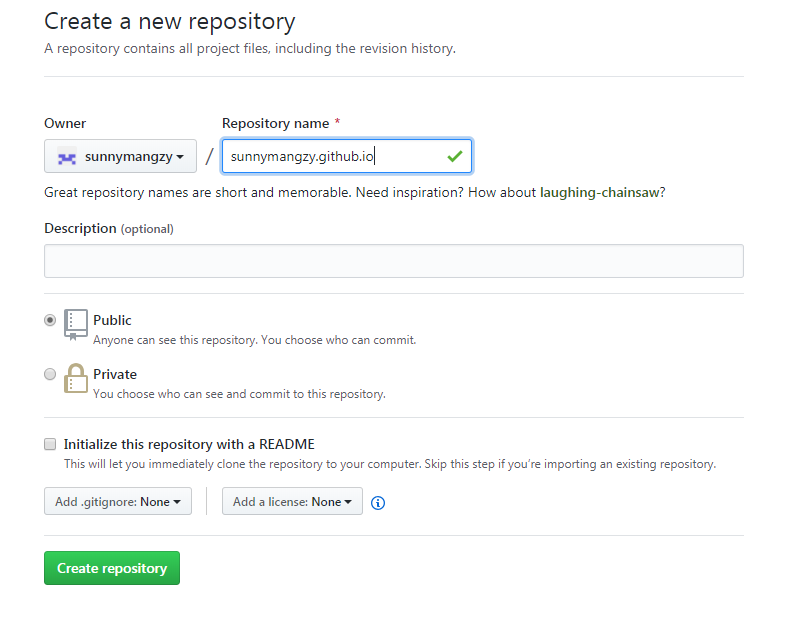 Create a new repository
A repository contains all project files, including the revision history.
Owner
Repository name *
sunnymangzy
/
sunnymangzy.github.io
Great repository names are short and memorable. Need inspiration? How about laughing-chainsaw?
Description (optional)
Public
Anyone can see this repository. You choose who can commit.
Private
You choose who can see and commit to this repository.
Initialize this repository with a README
This will let you immediately clone the repository to your computer. Skip this step if you’re importing an existing repository.
Add .gitignore: None
Add a license: None
Create repository